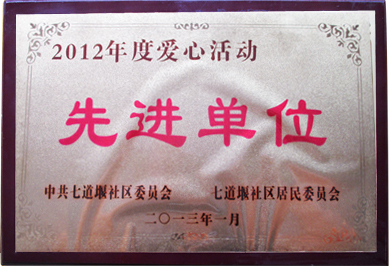 2012年度爱心活动
先进单位
中共七道堰社区委员会 七道堰社区居民委员会
二〇一三年一月